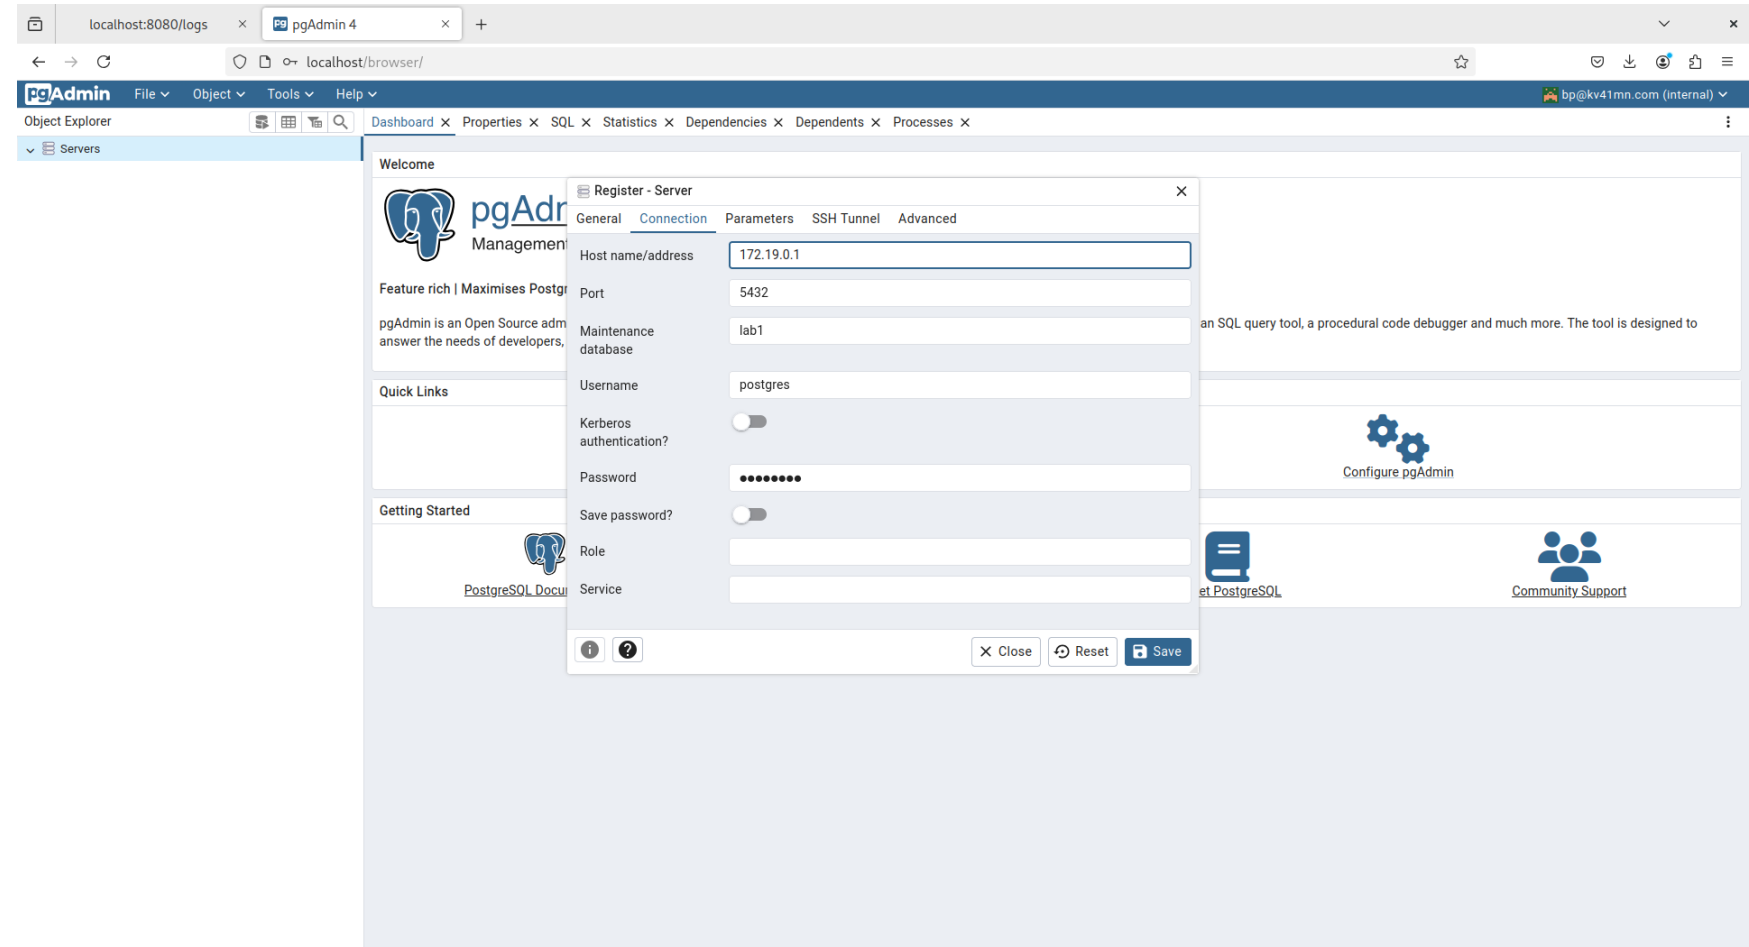 localhost:8080/logs
pgAdmin 4
localhost/browser/
pgAdmin File Object Tools Help
bp@kv41mn.com (internal)
Object Explorer
Dashboard Properties SQL Statistics Dependencies Dependents Processes
Servers
Welcome
pgAdr
Management
Feature rich | Maximises Postgr
pgAdmin is an Open Source adm
an SQL query tool, a procedural code debugger and much more. The tool is designed to
answer the needs of developers,
Quick Links
Configure pgAdmin
Getting Started
PostgreSQL Docu
et PostgreSQL
Community Support
Register - Server
General Connection Parameters SSH Tunnel Advanced
Host name/address 172.19.0.1
Port 5432
Maintenance
database
lab1
Username postgres
Kerberos
authentication?
Password ●●●●●●●●
Save password?
Role
Service
Close Reset Save